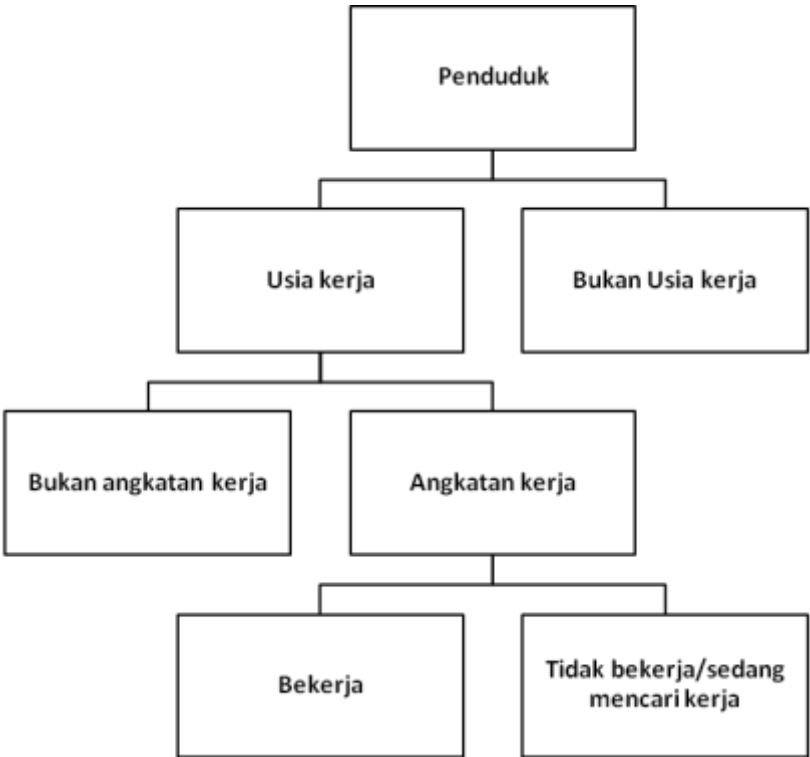 Penduduk
Usia kerja
Bukan Usia kerja
Bukan angkatan kerja
Angkatan kerja
Bekerja
Tidak bekerja/sedang
mencari kerja